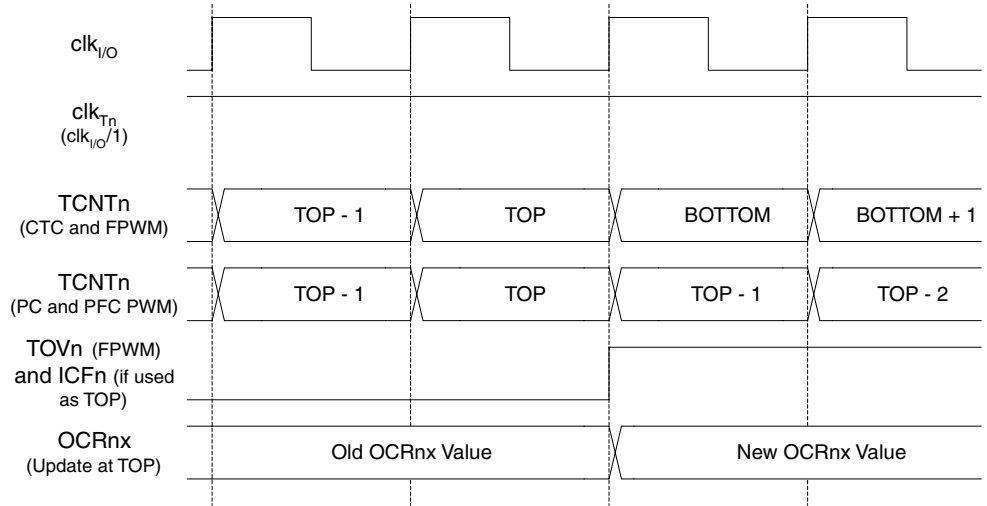 clkI/O
clkTn
(clkI/O/1)
TCNTn
(CTC and FPWM)
TOP - 1
TOP
BOTTOM
BOTTOM + 1
TCNTn
(PC and PFC PWM)
TOP - 1
TOP
TOP - 1
TOP - 2
TOVn (FPWM)
and ICFn (if used
as TOP)
OCRnx
(Update at TOP)
Old OCRnx Value
New OCRnx Value